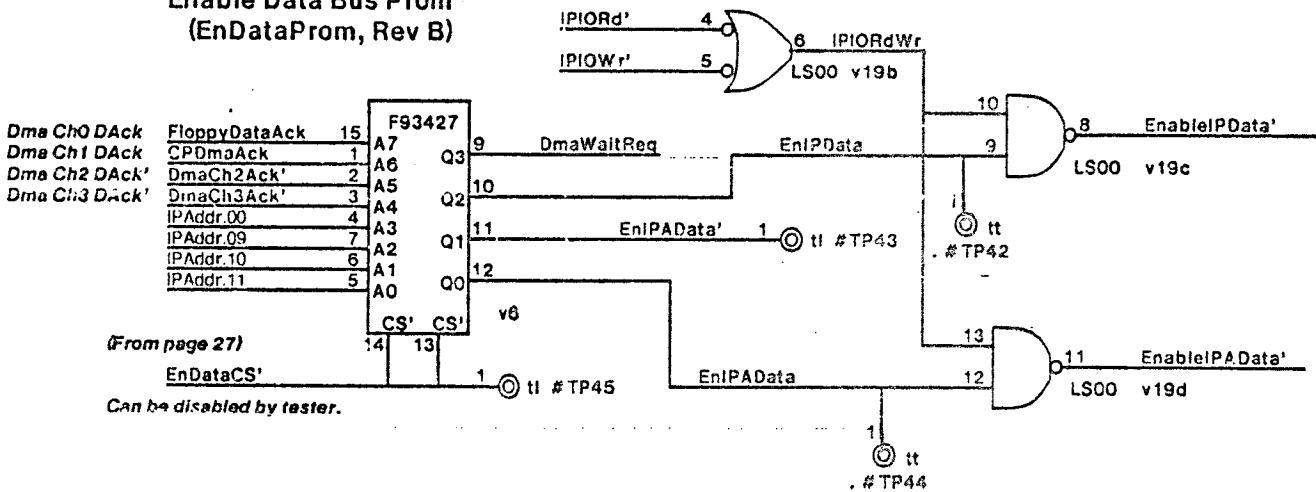 Enable Data Bus Prom
(EnDataProm, Rev B)
IPIORd' 4
IPIOWr' 5
6 IPIORdWr
LS00 v19b
F93427
Dma Ch0 DAck FloppyDataAck 15 A7
Dma Ch1 DAck CPDmaAck 1 A6
Dma Ch2 DAck' DmaCh2Ack' 2 A5
Dma Ch3 DAck' DmaCh3Ack' 3 A4
IPAddr.00 4 A3
IPAddr.09 7 A2
IPAddr.10 6 A1
IPAddr.11 5 A0
Q3 9 DmaWaitReq
Q2 10 EnIPData
Q1 11 EnIPAData' 1 tl #TP43
Q0 12
v6
CS' CS'
14 13
10
9
8 EnableIPData'
LS00 v19c
1 tt
.#TP42
(From page 27)
EnDataCS' 1 tl #TP45
Can be disabled by tester.
EnIPAData
13
12
11 EnableIPAData'
LS00 v19d
1 tt
.#TP44